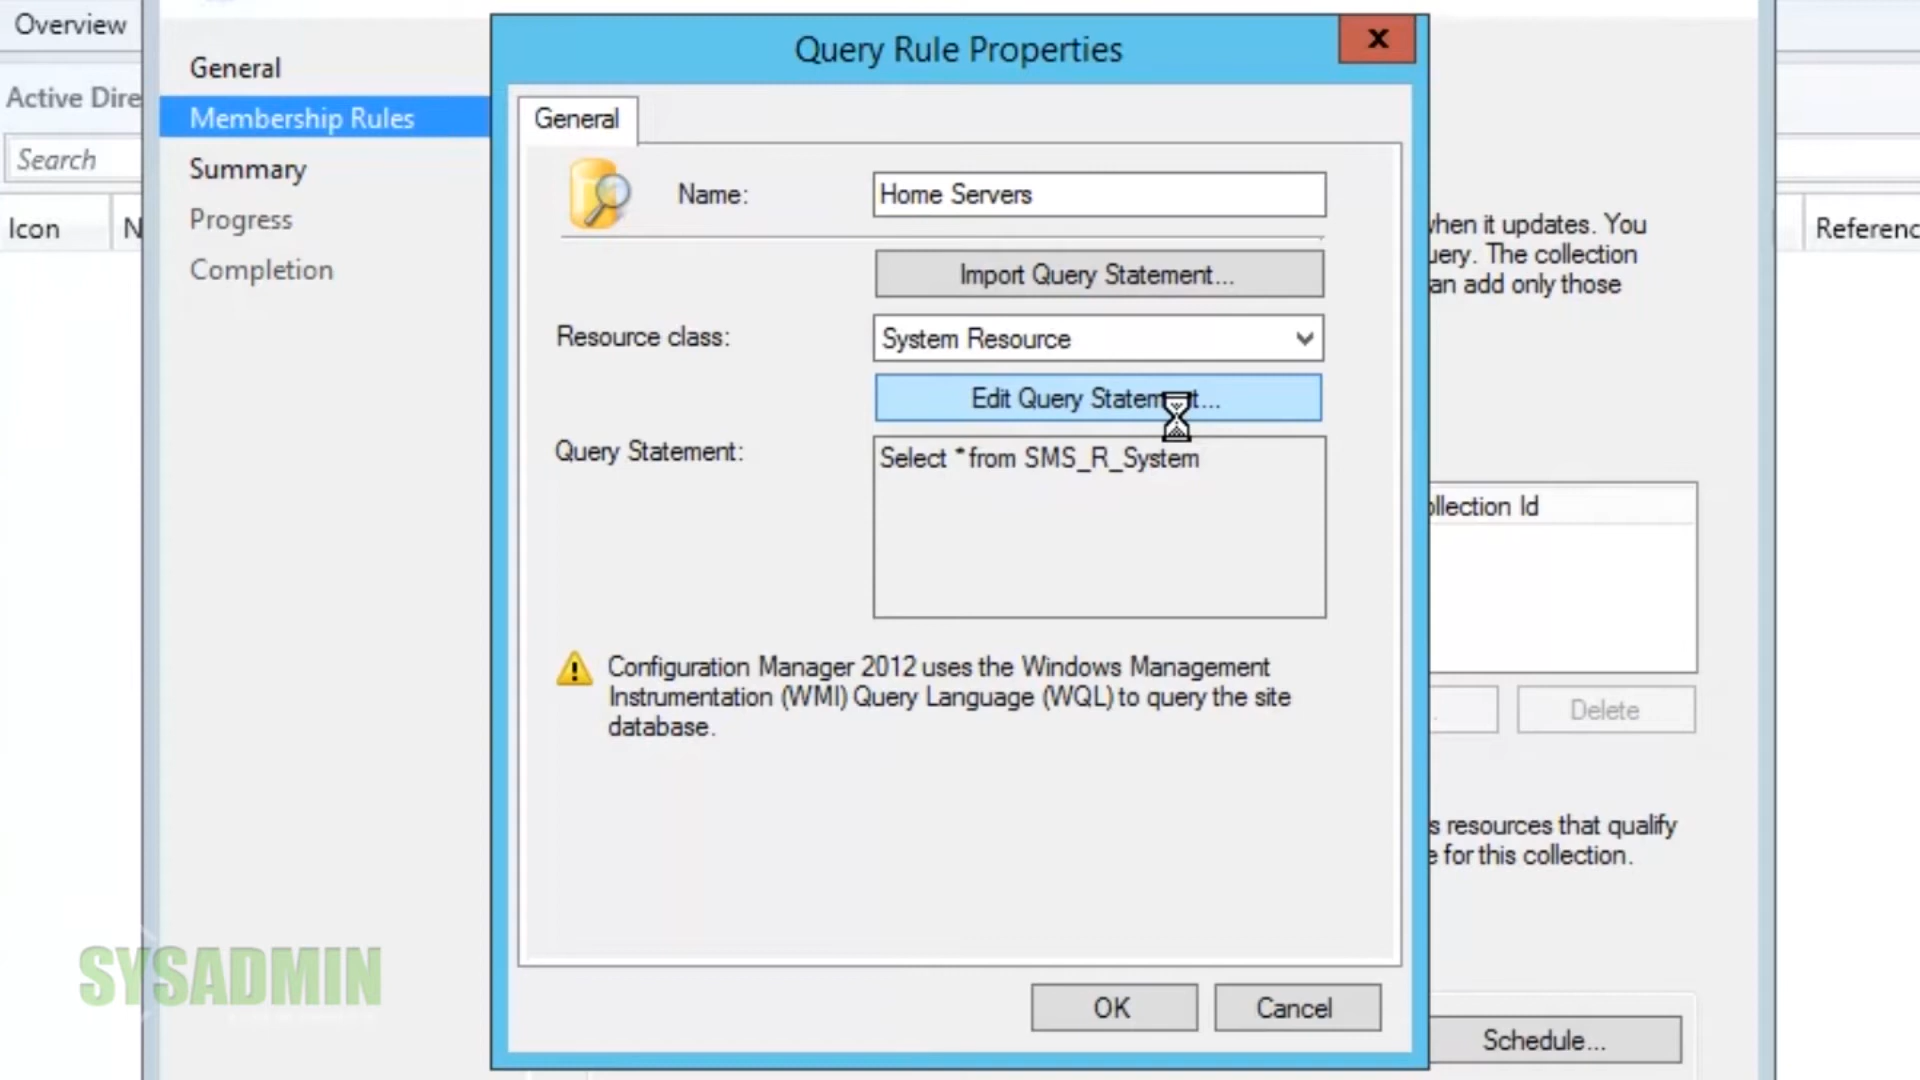 Overview
Active Dire
Search
Icon
N
General
Membership Rules
Summary
Progress
Completion
Query Rule Properties
X
General
Name:
Home Servers
Import Query Statement...
Resource class:
System Resource
Edit Query Statem t...
Query Statement:
Select * from SMS_R_System
Configuration Manager 2012 uses the Windows Management
Instrumentation (WMI) Query Language (WQL) to query the site
database.
OK
Cancel
when it updates. You
uery. The collection
an add only those
Referenc
ollection Id
Delete
s resources that qualify
e for this collection.
Schedule...
SYSADMIN